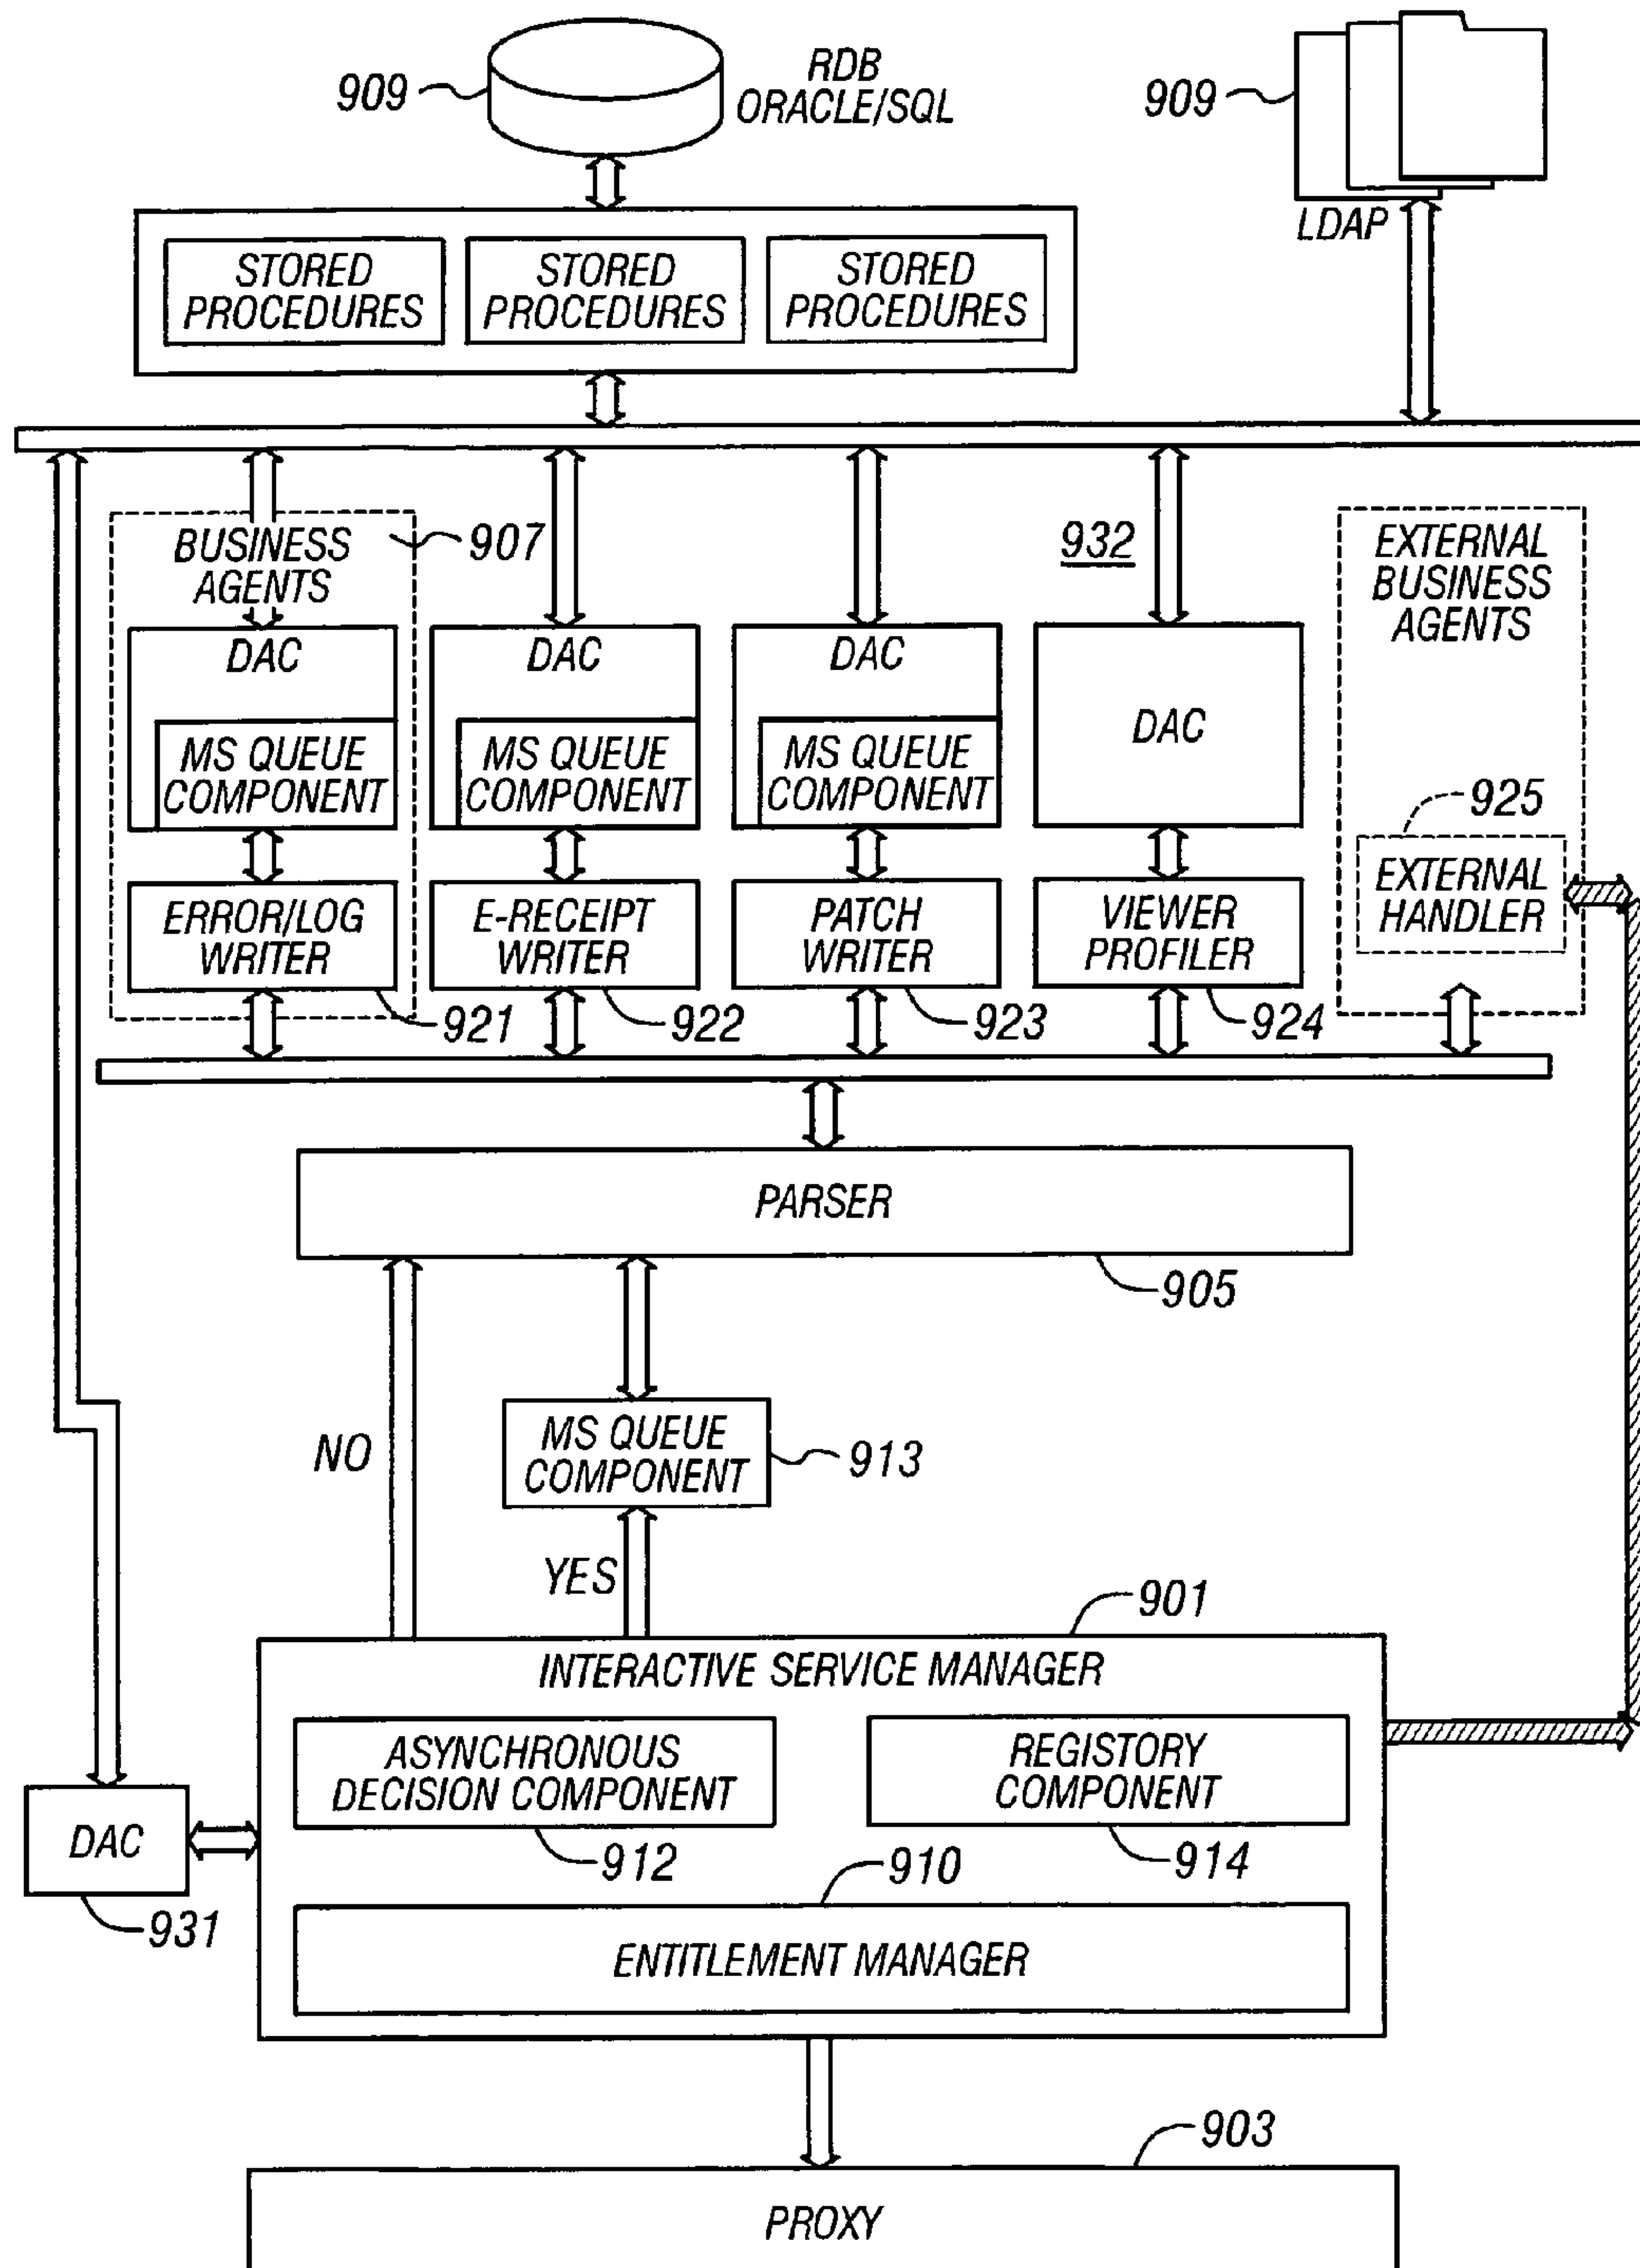 909
RDB
ORACLE/SQL
909
LDAP
STORED
PROCEDURES
STORED
PROCEDURES
STORED
PROCEDURES
BUSINESS
AGENTS
907
932
EXTERNAL
BUSINESS
AGENTS
DAC
MS QUEUE
COMPONENT
DAC
MS QUEUE
COMPONENT
DAC
MS QUEUE
COMPONENT
DAC
925
EXTERNAL
HANDLER
ERROR/LOG
WRITER
921
E-RECEIPT
WRITER
922
PATCH
WRITER
923
VIEWER
PROFILER
924
PARSER
905
NO
MS QUEUE
COMPONENT
913
YES
901
INTERACTIVE SERVICE MANAGER
ASYNCHRONOUS
DECISION COMPONENT
912
REGISTORY
COMPONENT
914
DAC
931
910
ENTITLEMENT MANAGER
903
PROXY